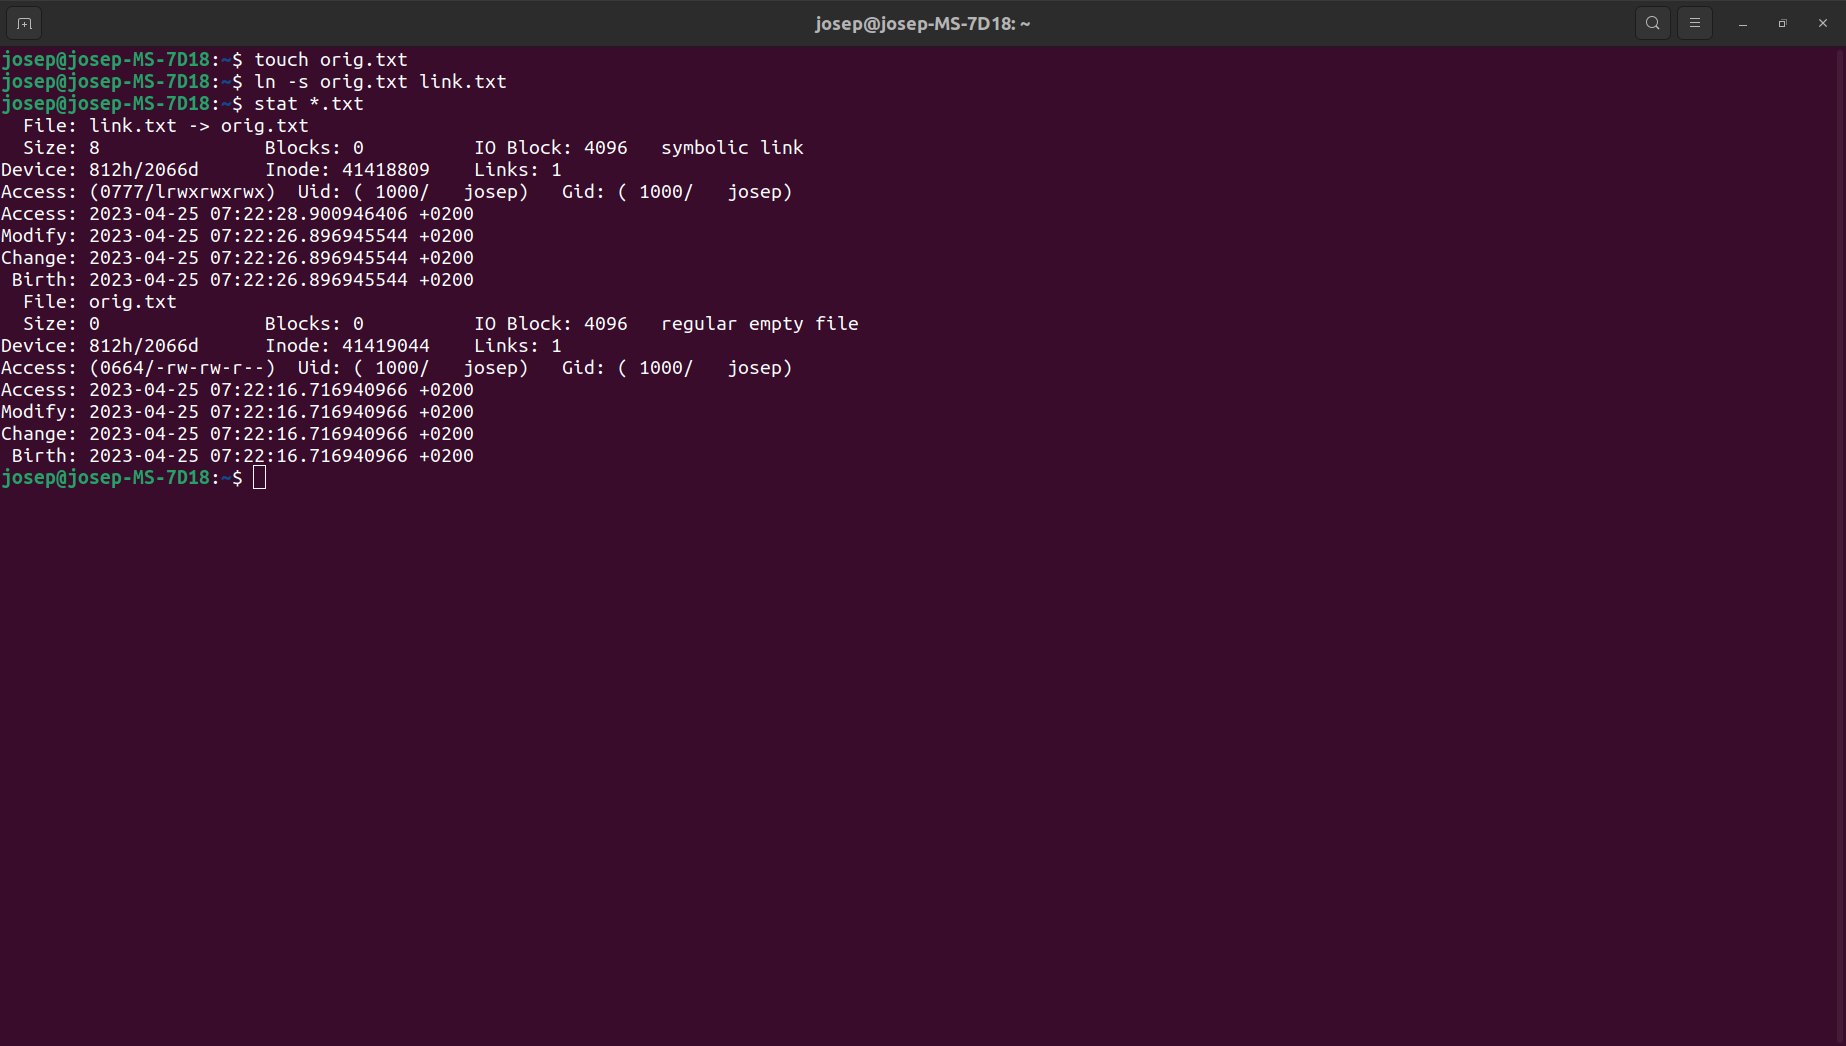 josep@josep-MS-7D18: ~
josep@josep-MS-7D18:~$ touch orig.txt
josep@josep-MS-7D18:~$ ln -s orig.txt link.txt
josep@josep-MS-7D18:~$ stat *.txt
  File: link.txt -> orig.txt
  Size: 8               Blocks: 0          IO Block: 4096   symbolic link
Device: 812h/2066d      Inode: 41418809    Links: 1
Access: (0777/lrwxrwxrwx)  Uid: ( 1000/   josep)   Gid: ( 1000/   josep)
Access: 2023-04-25 07:22:28.900946406 +0200
Modify: 2023-04-25 07:22:26.896945544 +0200
Change: 2023-04-25 07:22:26.896945544 +0200
 Birth: 2023-04-25 07:22:26.896945544 +0200
  File: orig.txt
  Size: 0               Blocks: 0          IO Block: 4096   regular empty file
Device: 812h/2066d      Inode: 41419044    Links: 1
Access: (0664/-rw-rw-r--)  Uid: ( 1000/   josep)   Gid: ( 1000/   josep)
Access: 2023-04-25 07:22:16.716940966 +0200
Modify: 2023-04-25 07:22:16.716940966 +0200
Change: 2023-04-25 07:22:16.716940966 +0200
 Birth: 2023-04-25 07:22:16.716940966 +0200
josep@josep-MS-7D18:~$